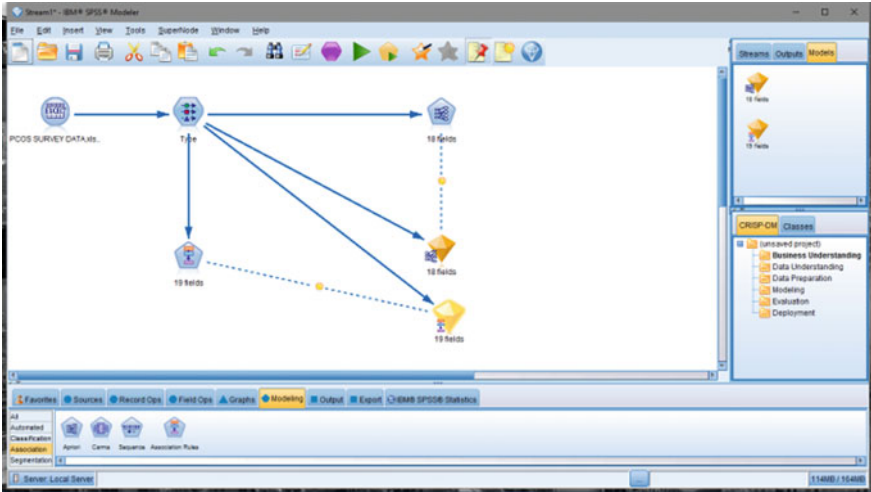 Stream1* - IBM® SPSS® Modeler
File Edit Insert View Tools SuperNode Window Help
Streams Outputs Models
18 fields
19 fields
PCOS SURVEY DATA.xls..
Type
18 fields
18 fields
19 fields
19 fields
CRISP-DM Classes
(unsaved project)
Business Understanding
Data Understanding
Data Preparation
Modeling
Evaluation
Deployment
Favorites Sources Record Ops Field Ops Graphs Modeling Output Export IBM® SPSS® Statistics
All
Automated
Classification
Association
Segmentation
Apriori Carma Sequence Association Rules
Server: Local Server
114MB / 164MB